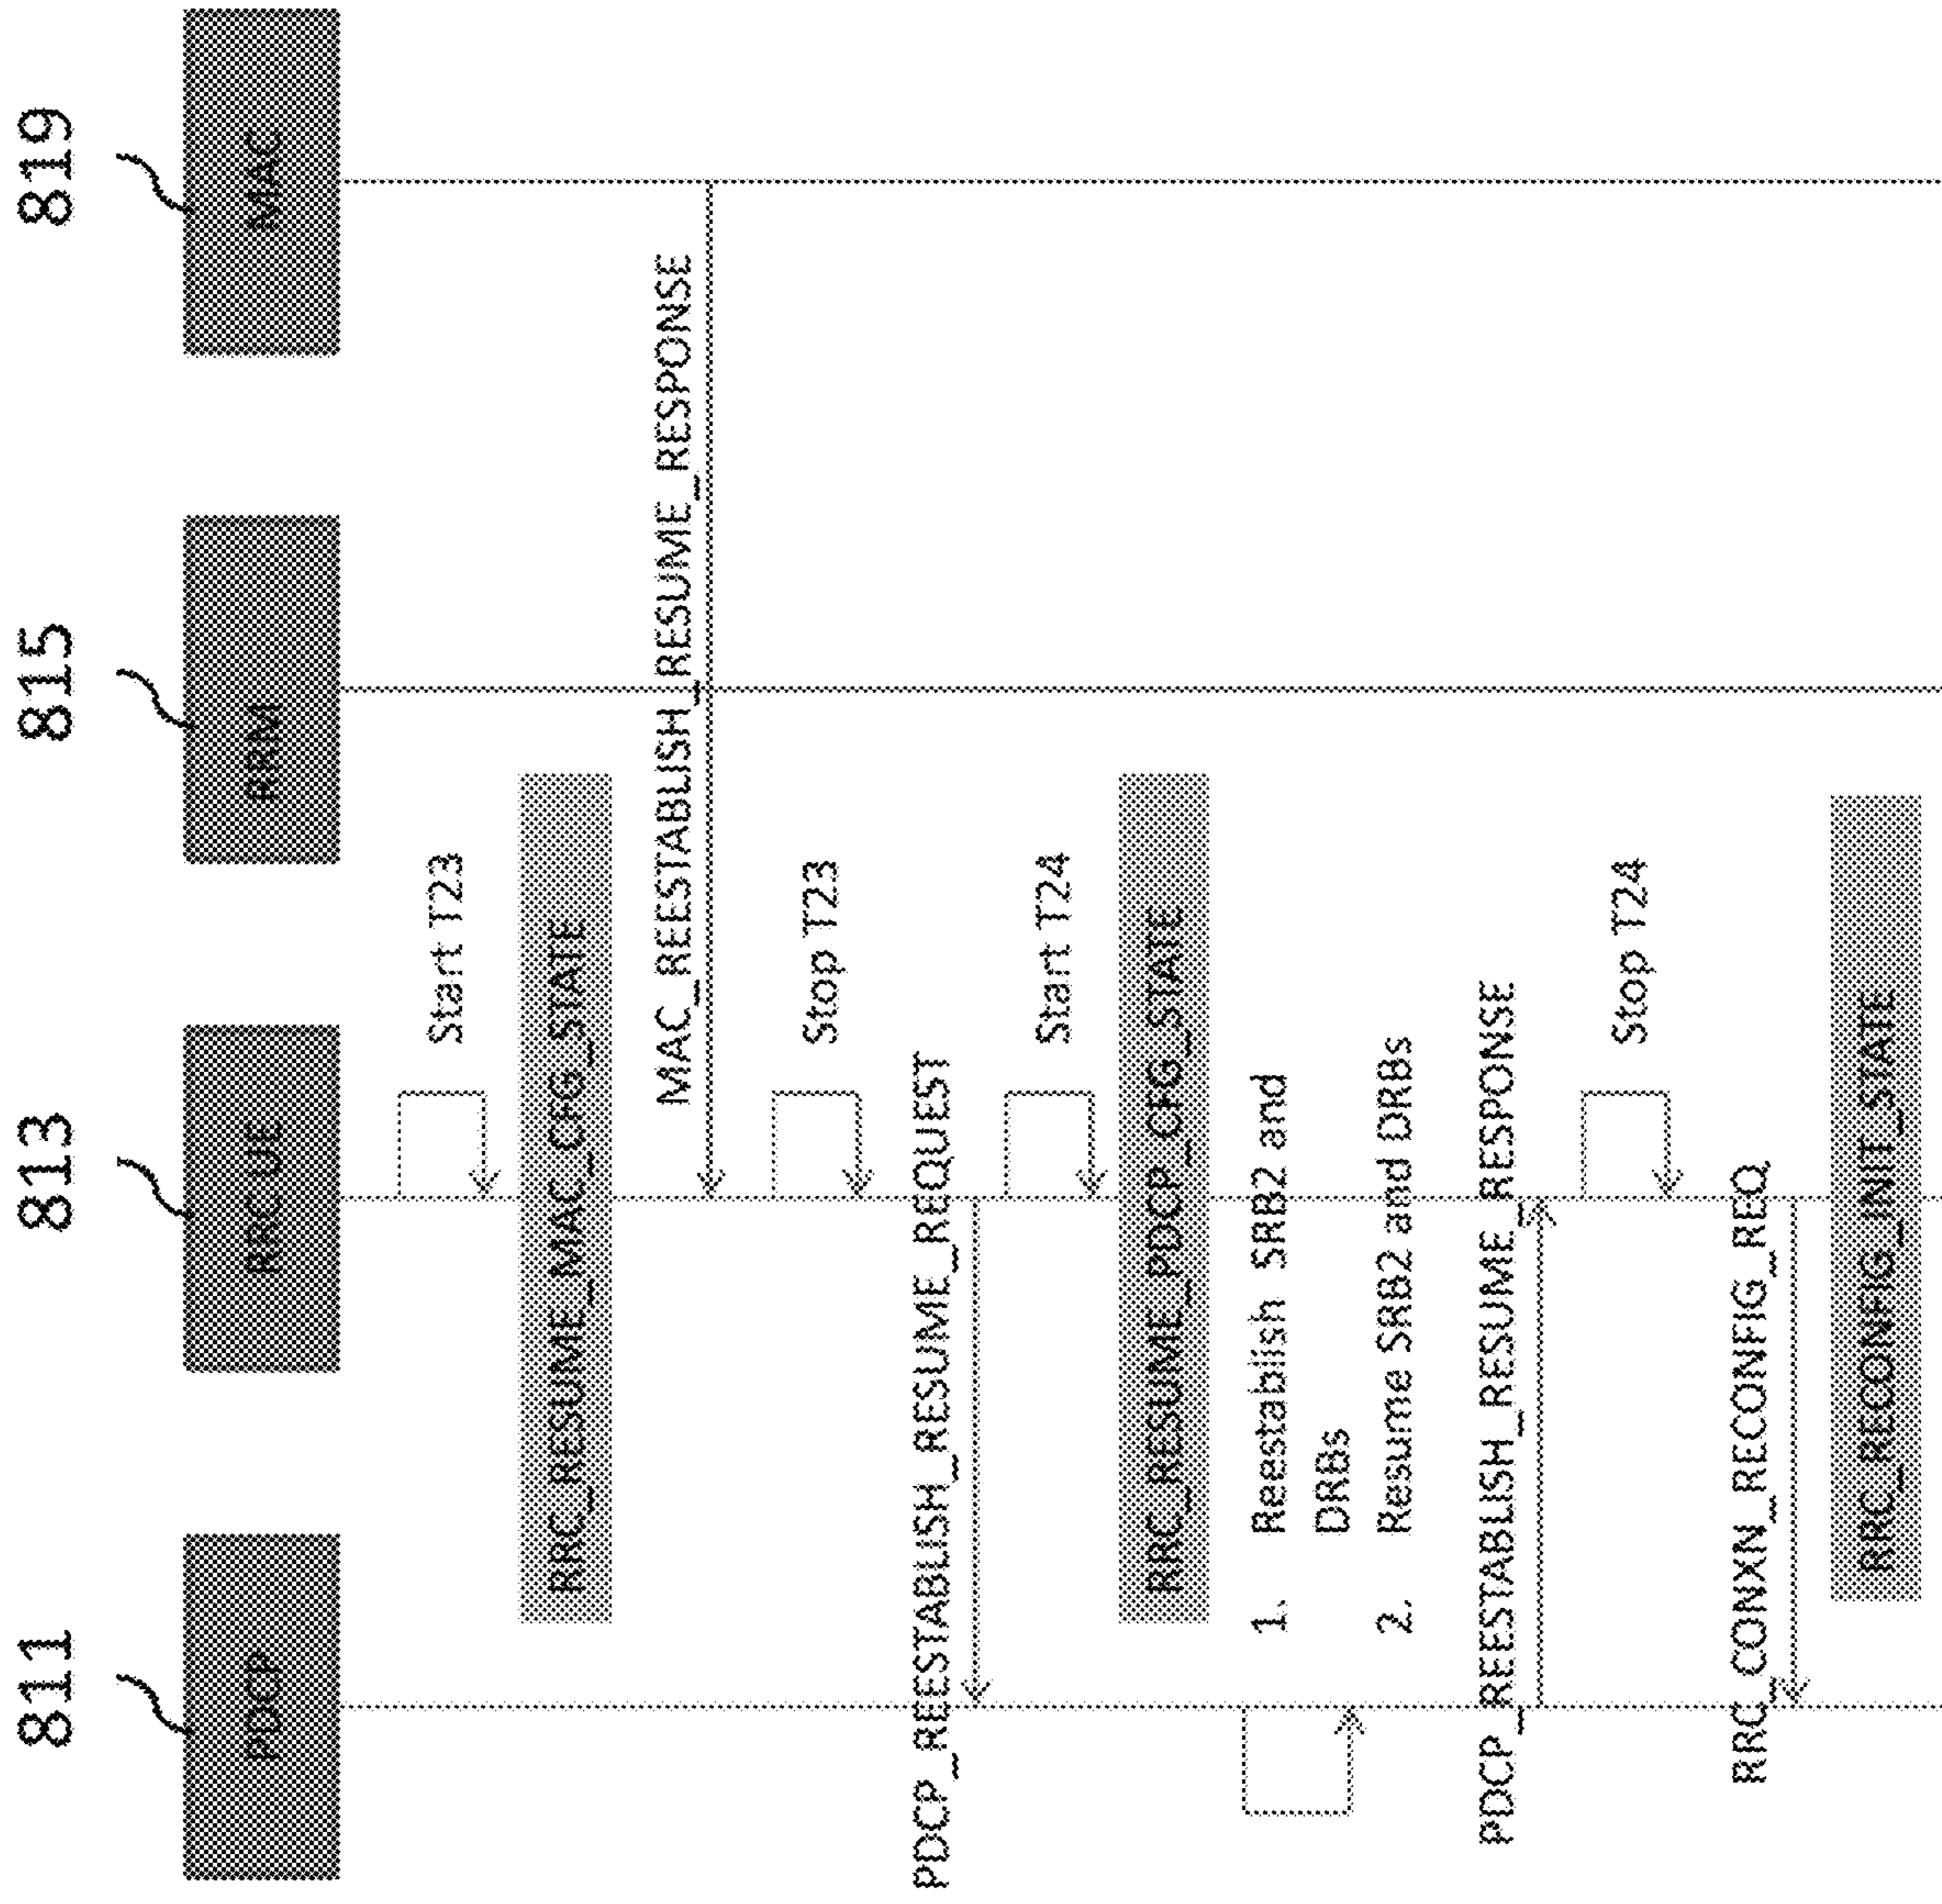 811
813
815
819
PDCP
RRC UE
RRM
MAC
Start T23
RRC_RESUME_MAC_CFG_STATE
MAC_REESTABLISH_RESUME_RESPONSE
Stop T23
PDCP_REESTABLISH_RESUME_REQUEST
Start T24
RRC_RESUME_PDCP_CFG_STATE
1. Reestablish SRB2 and
DRBs
2. Resume SRB2 and DRBs
PDCP_REESTABLISH_RESUME_RESPONSE
Stop T24
RRC_CONXN_RECONFIG_REQ
RRC_RECONFIG_INIT_STATE